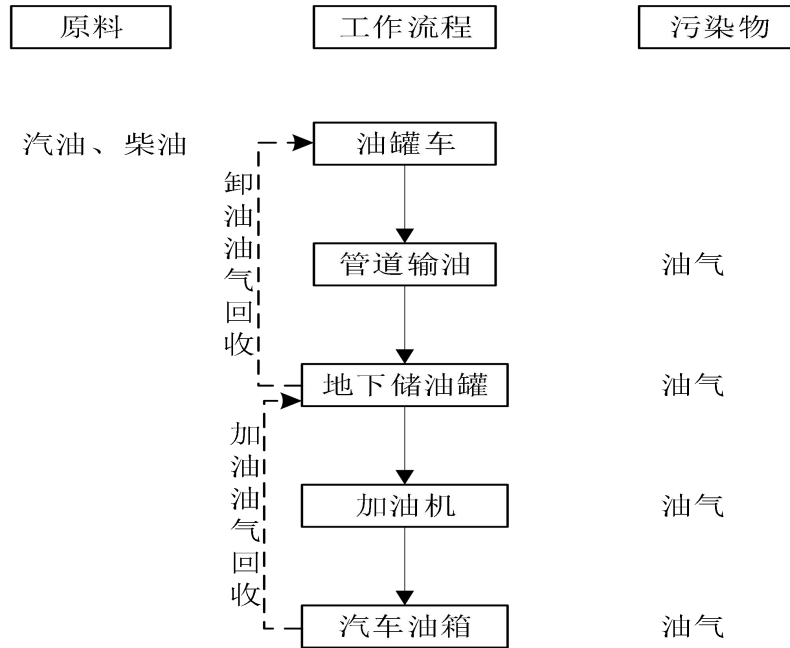 原料 工作流程 污染物
汽油、柴油 油罐车
卸油油气回收
管道输油 油气
地下储油罐 油气
加油油气回收
加油机 油气
汽车油箱 油气